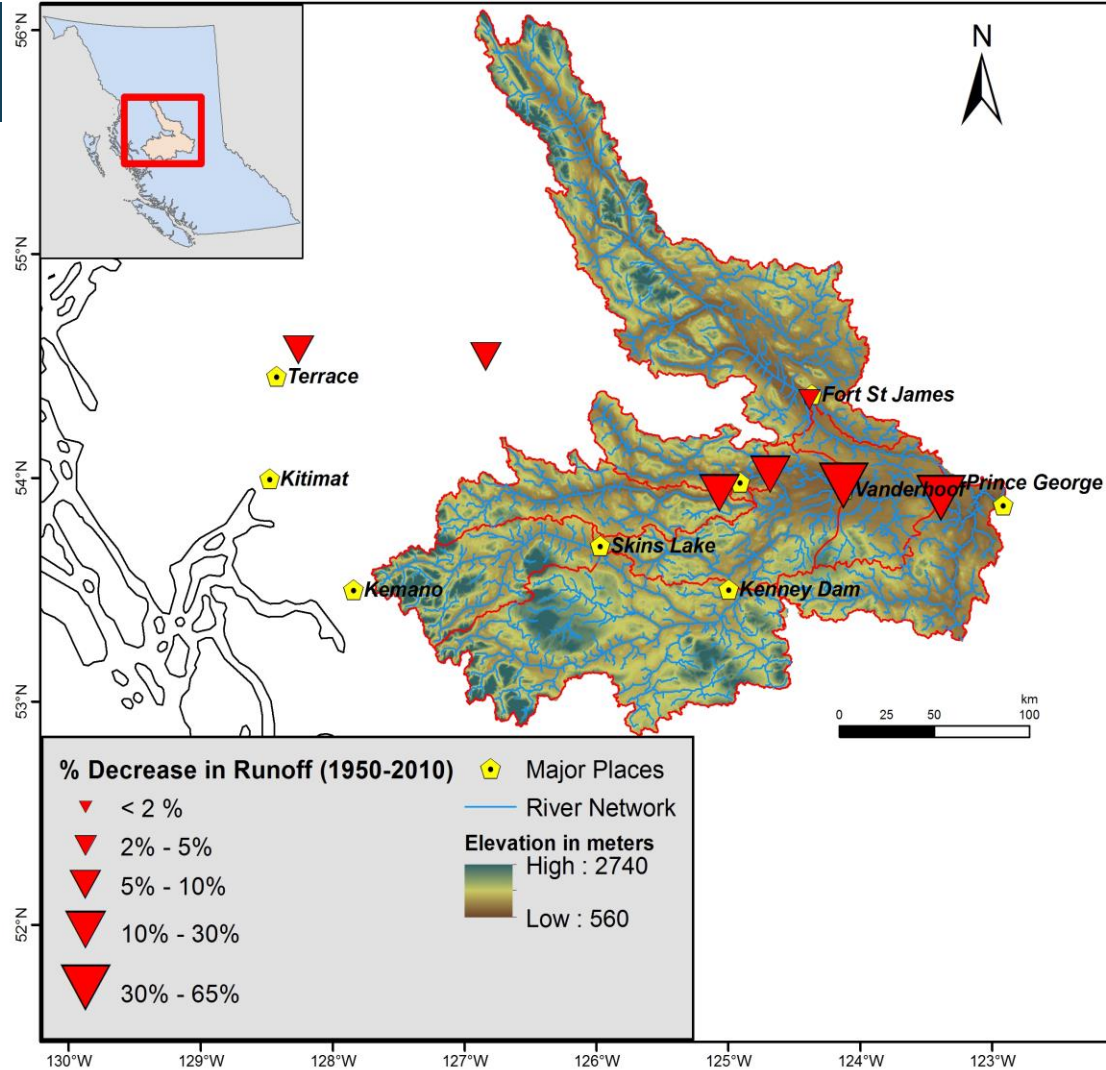 56°N
55°N
54°N
53°N
52°N
N
Terrace
Kitimat
Kemano
Fort St James
Vanderhoof
Prince George
Skins Lake
Kenney Dam
km
0 25 50 100
% Decrease in Runoff (1950-2010)
< 2 %
2% - 5%
5% - 10%
10% - 30%
30% - 65%
Major Places
River Network
Elevation in meters
High : 2740
Low : 560
130°W 129°W 128°W 127°W 126°W 125°W 124°W 123°W